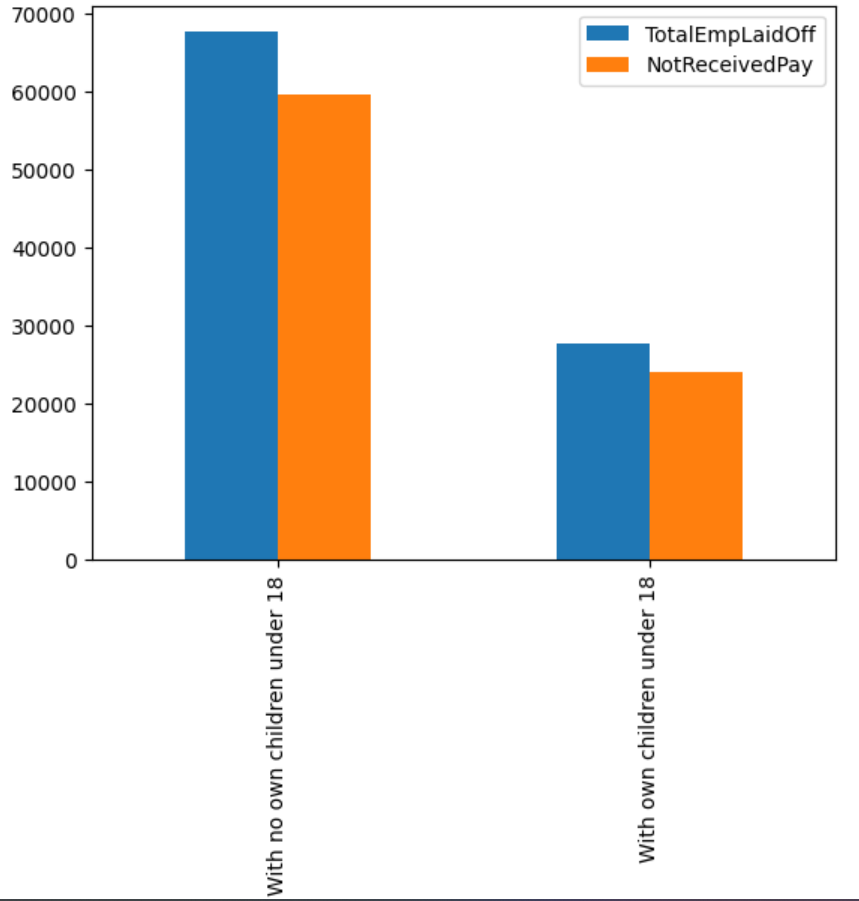 70000
60000
50000
40000
30000
20000
10000
0
TotalEmpLaidOff
NotReceivedPay
With no own children under 18
With own children under 18